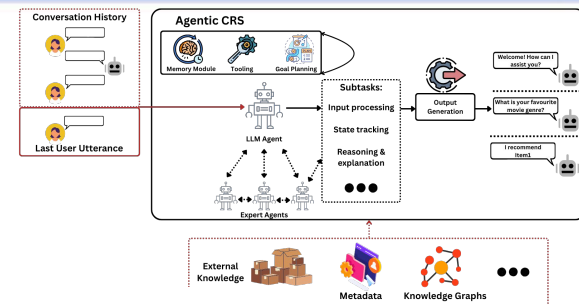 Conversation History
Last User Utterance
Agentic CRS
Memory Module
Tooling
Goal Planning
LLM Agent
Expert Agents
Subtasks:
Input processing
State tracking
Reasoning &
explanation
Output
Generation
Welcome! How can I
assist you?
What is your favourite
movie genre?
I recommend
Item1
External
Knowledge
Metadata
Knowledge Graphs